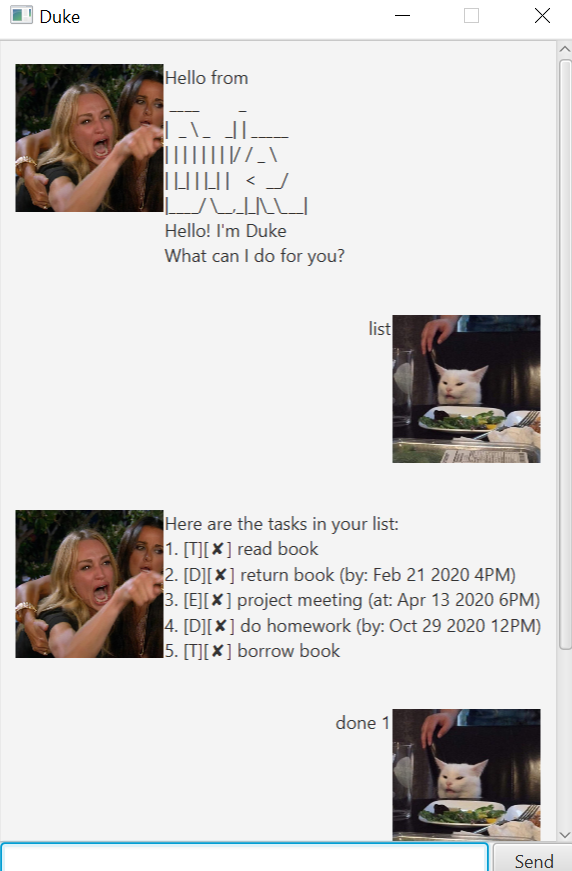 Duke
Hello from
 ____        _
|  _ \ _   _| | _____
| | | | | | | |/ / _ \
| |_| | |_| |   <  __/
|____/ \__,_|_|\_\___|
Hello! I'm Duke
What can I do for you?
list
Here are the tasks in your list:
1. [T][✘] read book
2. [D][✘] return book (by: Feb 21 2020 4PM)
3. [E][✘] project meeting (at: Apr 13 2020 6PM)
4. [D][✘] do homework (by: Oct 29 2020 12PM)
5. [T][✘] borrow book
done 1
Send